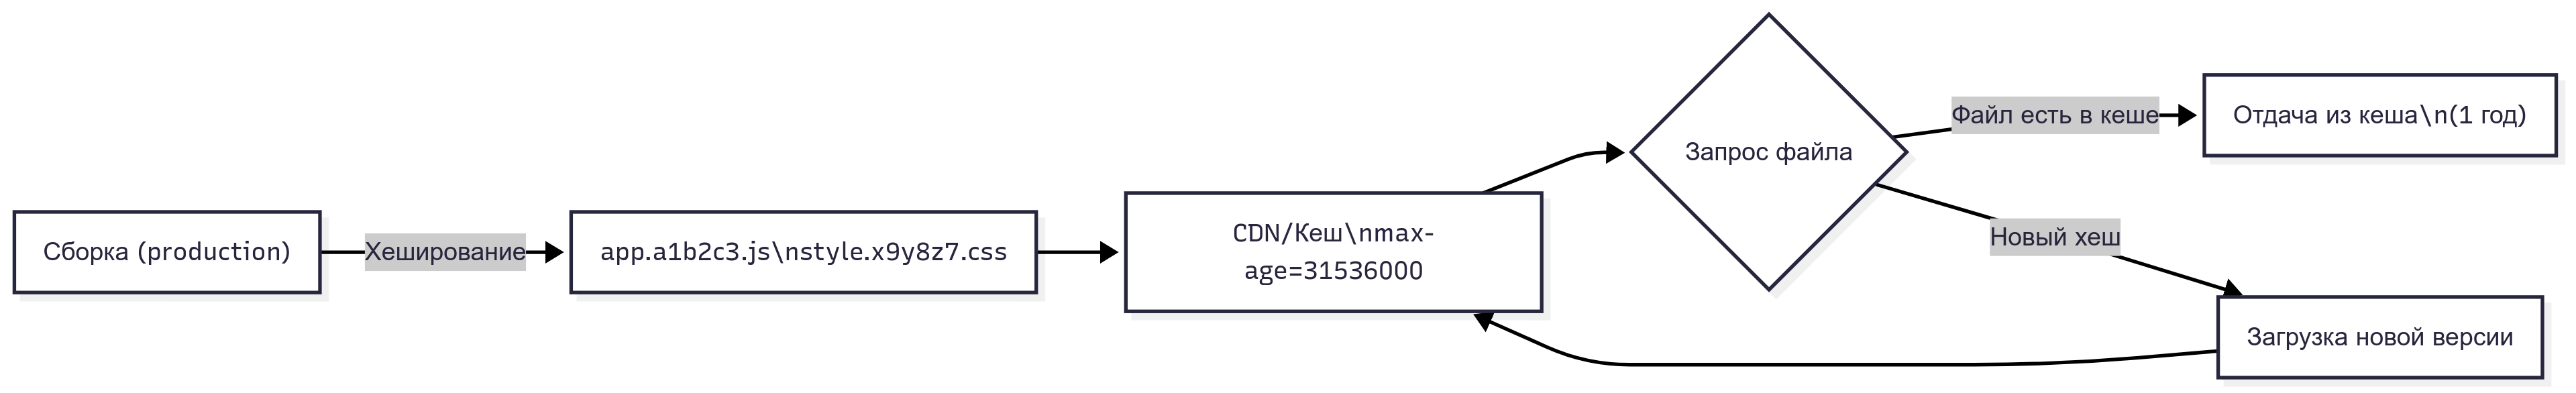 Сборка (production)
Хеширование
app.a1b2c3.js\nstyle.x9y8z7.css
CDN/Кеш\nmax-
age=31536000
Запрос файла
Файл есть в кеше
Отдача из кеша\n(1 год)
Новый хеш
Загрузка новой версии